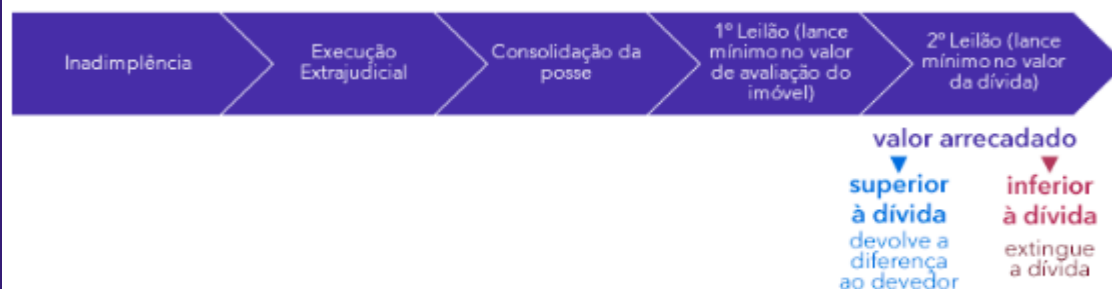 Inadimplência
Execução
Extrajudicial
Consolidação da
posse
1º Leilão (lance
mínimo no valor
de avaliação do
imóvel)
2º Leilão (lance
mínimo no valor
da dívida)
valor arrecadado
superior
à dívida
devolve a
diferença
ao devedor
inferior
à dívida
extingue
a dívida